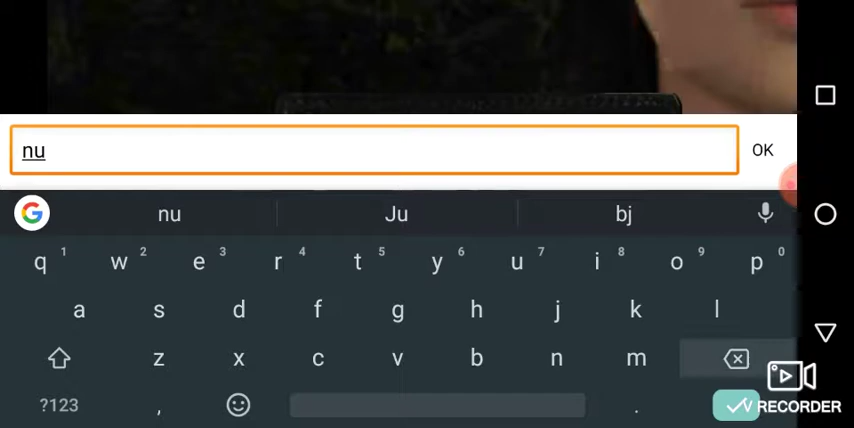 nu
OK
G nu Ju bj
q 1 w 2 e 3 r 4 t 5 y 6 u 7 i 8 o 9 p 0
a s d f g h j k l
z x c v b n m
?123 , .
V RECORDER